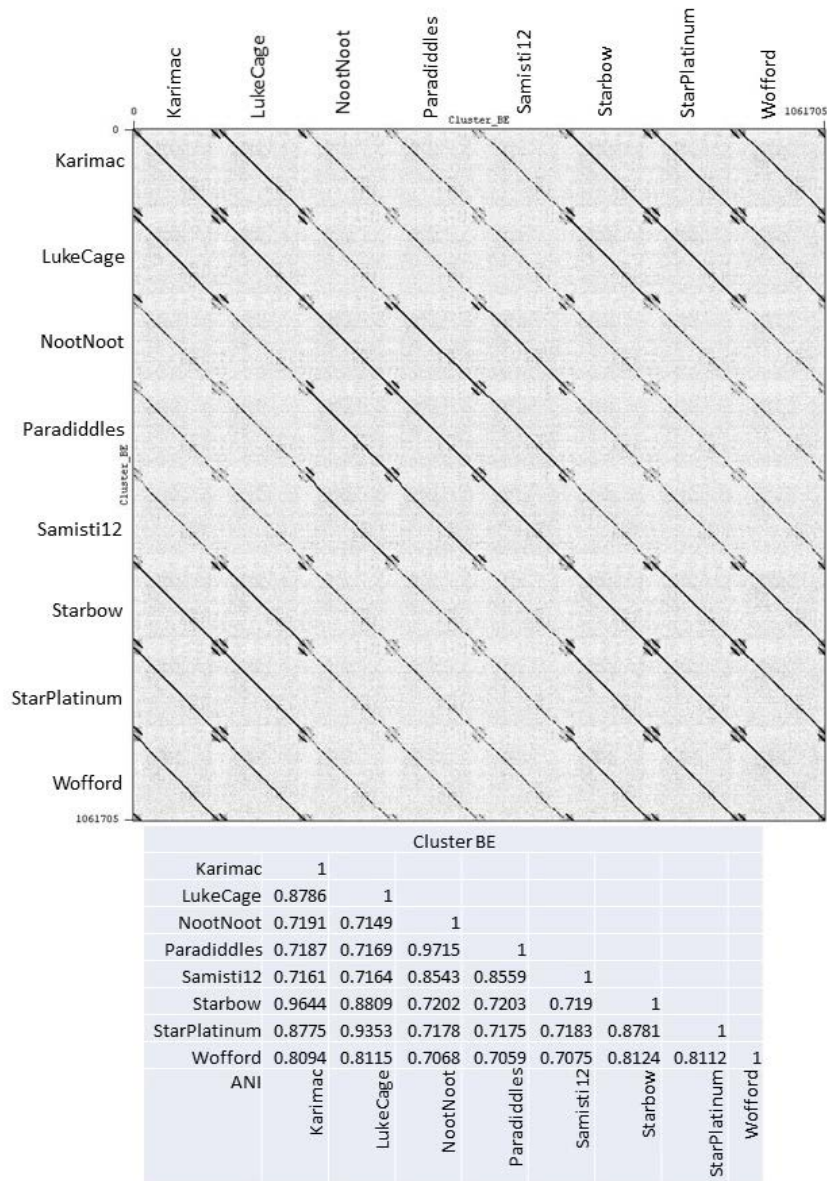 Karimac LukeCage NootNoot Paradiddles Samisti12 Starbow StarPlatinum Wofford
0 Cluster_BE 1061705
0
Karimac
LukeCage
NootNoot
Paradiddles
Cluster_BE
Samisti12
Starbow
StarPlatinum
Wofford
1061705
Cluster BE
Karimac 1
LukeCage 0.8786 1
NootNoot 0.7191 0.7149 1
Paradiddles 0.7187 0.7169 0.9715 1
Samisti12 0.7161 0.7164 0.8543 0.8559 1
Starbow 0.9644 0.8809 0.7202 0.7203 0.719 1
StarPlatinum 0.8775 0.9353 0.7178 0.7175 0.7183 0.8781 1
Wofford 0.8094 0.8115 0.7068 0.7059 0.7075 0.8124 0.8112 1
ANI Karimac LukeCage NootNoot Paradiddles Samisti12 Starbow StarPlatinum Wofford